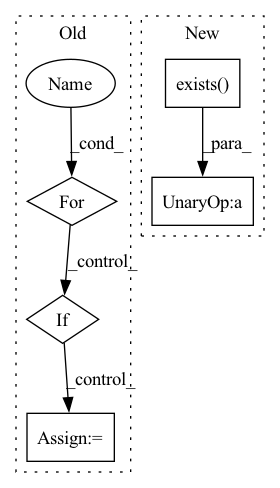 Old
New
Name
exists()
_cond_
_para_
For
UnaryOp:a
_control_
If
_control_
Assign:=